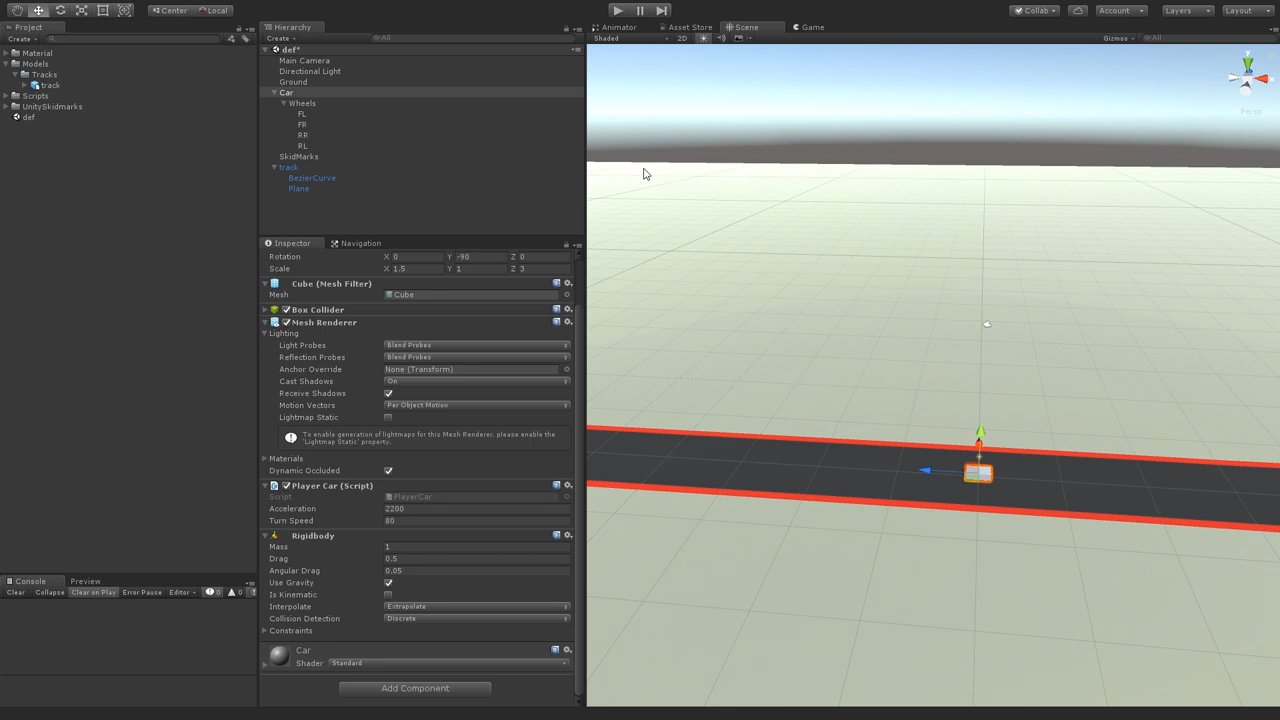 Center Local Collab Account Layers Layout
Project Hierarchy Animator Asset Store Scene Game
Create Create All Shaded 2D Gizmos All
Material
Models
Tracks
track
Scripts
UnitySkidmarks
def
def*
Main Camera
Directional Light
Ground
Car
Wheels
FL
FR
RR
RL
SkidMarks
track
BezierCurve
Plane
y
Persp
Inspector Navigation
Rotation X 0 Y -90 Z 0
Scale X 1.5 Y 1 Z 3
Cube (Mesh Filter)
Mesh Cube
Box Collider
Mesh Renderer
Lighting
Light Probes Blend Probes
Reflection Probes Blend Probes
Anchor Override None (Transform)
Cast Shadows On
Receive Shadows
Motion Vectors Per Object Motion
Lightmap Static
To enable generation of lightmaps for this Mesh Renderer, please enable the
'Lightmap Static' property.
Materials
Dynamic Occluded
Player Car (Script)
Script PlayerCar
Acceleration 2200
Turn Speed 80
Rigidbody
Mass 1
Drag 0.5
Angular Drag 0.05
Use Gravity
Is Kinematic
Interpolate Extrapolate
Collision Detection Discrete
Constraints
Car
Shader Standard
Add Component
Console Preview
Clear Collapse Clear on Play Error Pause Editor 0 0